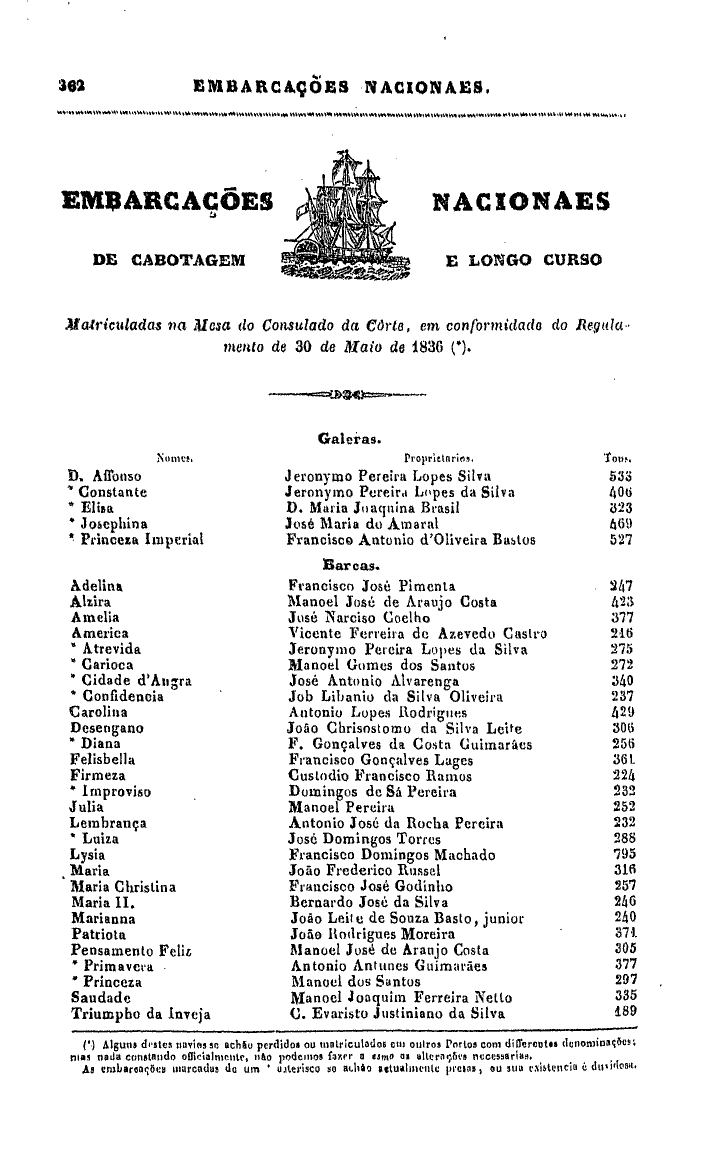 362 EMBARCAÇÕES NACIONAES.
EMBARCAÇÕES NACIONAES
DE CABOTAGEM E LONGO CURSO
Matriculadas na Mesa do Consulado da Côrte, em conformidade do Regula-
mento de 30 de Maio de 1836 (*).
Galeras.
Nomes. Proprietarios. Tons.
D. Affonso Jeronymo Pereira Lopes Silva 533
* Constante Jeronymo Pereira Lopes da Silva 406
* Elisa D. Maria Joaquina Brasil 323
* Josephina José Maria do Amaral 469
* Princeza Imperial Francisco Antonio d'Oliveira Bastos 527
Barcas.
Adelina Francisco José Pimenta 247
Alzira Manoel José de Araujo Costa 423
Amelia José Narciso Coelho 377
America Vicente Ferreira de Azevedo Castro 216
* Atrevida Jeronymo Pereira Lopes da Silva 275
* Carioca Manoel Gomes dos Santos 272
* Cidade d'Angra José Antonio Alvarenga 340
* Confidencia Job Libanio da Silva Oliveira 237
Carolina Antonio Lopes Rodrigues 429
Desengano João Chrisostomo da Silva Leite 306
* Diana F. Gonçalves da Costa Guimarães 256
Felisbella Francisco Gonçalves Lages 361
Firmeza Custodio Francisco Ramos 224
* Improviso Domingos de Sá Pereira 232
Julia Manoel Pereira 252
Lembrança Antonio José da Rocha Pereira 232
* Luiza José Domingos Torres 288
Lysia Francisco Domingos Machado 795
Maria João Frederico Russel 316
Maria Christina Francisco José Godinho 257
Maria II. Bernardo José da Silva 246
Marianna João Leite de Souza Basto, junior 240
Patriota João Rodrigues Moreira 371
Pensamento Feliz Manoel José de Araujo Costa 305
* Primavera Antonio Antunes Guimarães 377
* Princeza Manoel dos Santos 297
Saudade Manoel Joaquim Ferreira Netto 335
Triumpho da Inveja C. Evaristo Justiniano da Silva 189
(*) Alguns destes navios se achão perdidos ou matriculados em outros Portos com differentes denominações;
mas nada constando officialmente, não podemos fazer a esmo as alterações necessarias.
As embarcações marcadas de um * asterisco se achão actualmente presas, ou sua existencia é duvidosa.